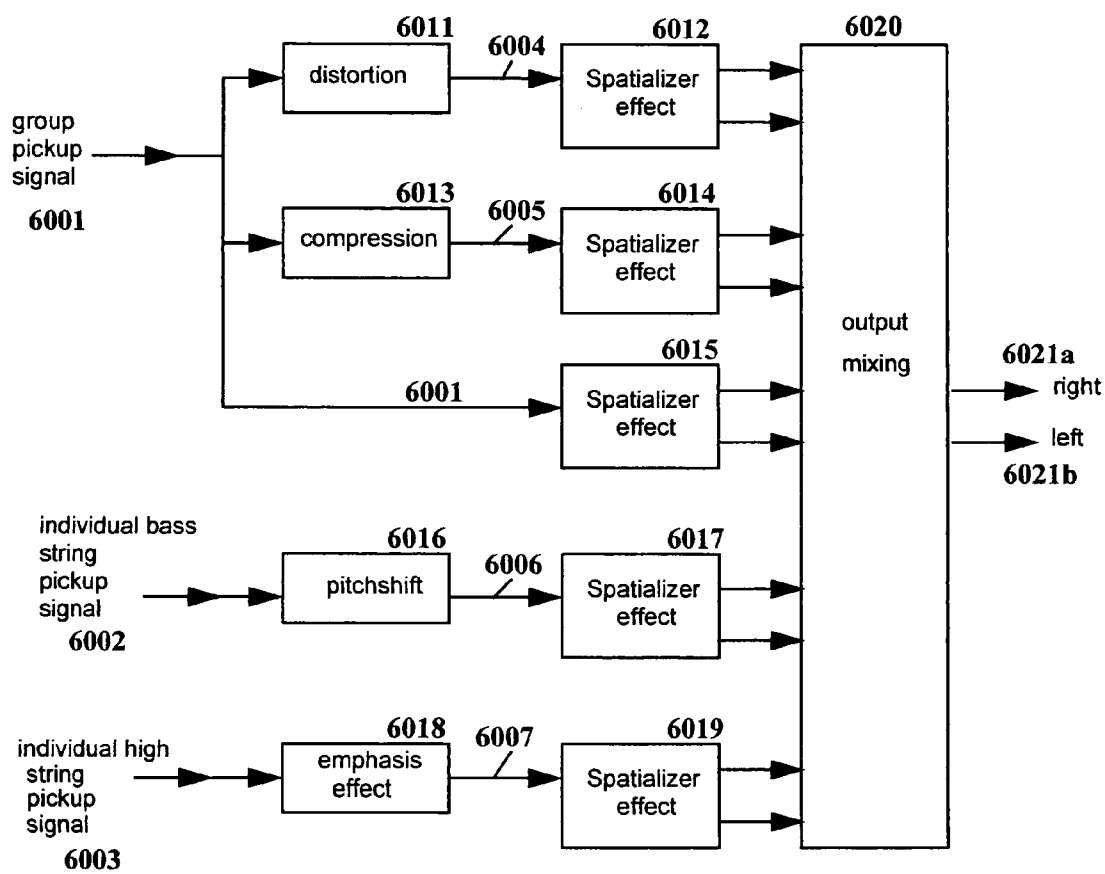 6011
distortion
6004
6012
Spatializer
effect
6020
group
pickup
signal
6001
6013
compression
6005
6014
Spatializer
effect
output
mixing
6015
6001
Spatializer
effect
6021a
right
left
6021b
individual bass
string
pickup
signal
6002
6016
pitchshift
6006
6017
Spatializer
effect
individual high
string
pickup
signal
6003
6018
emphasis
effect
6007
6019
Spatializer
effect